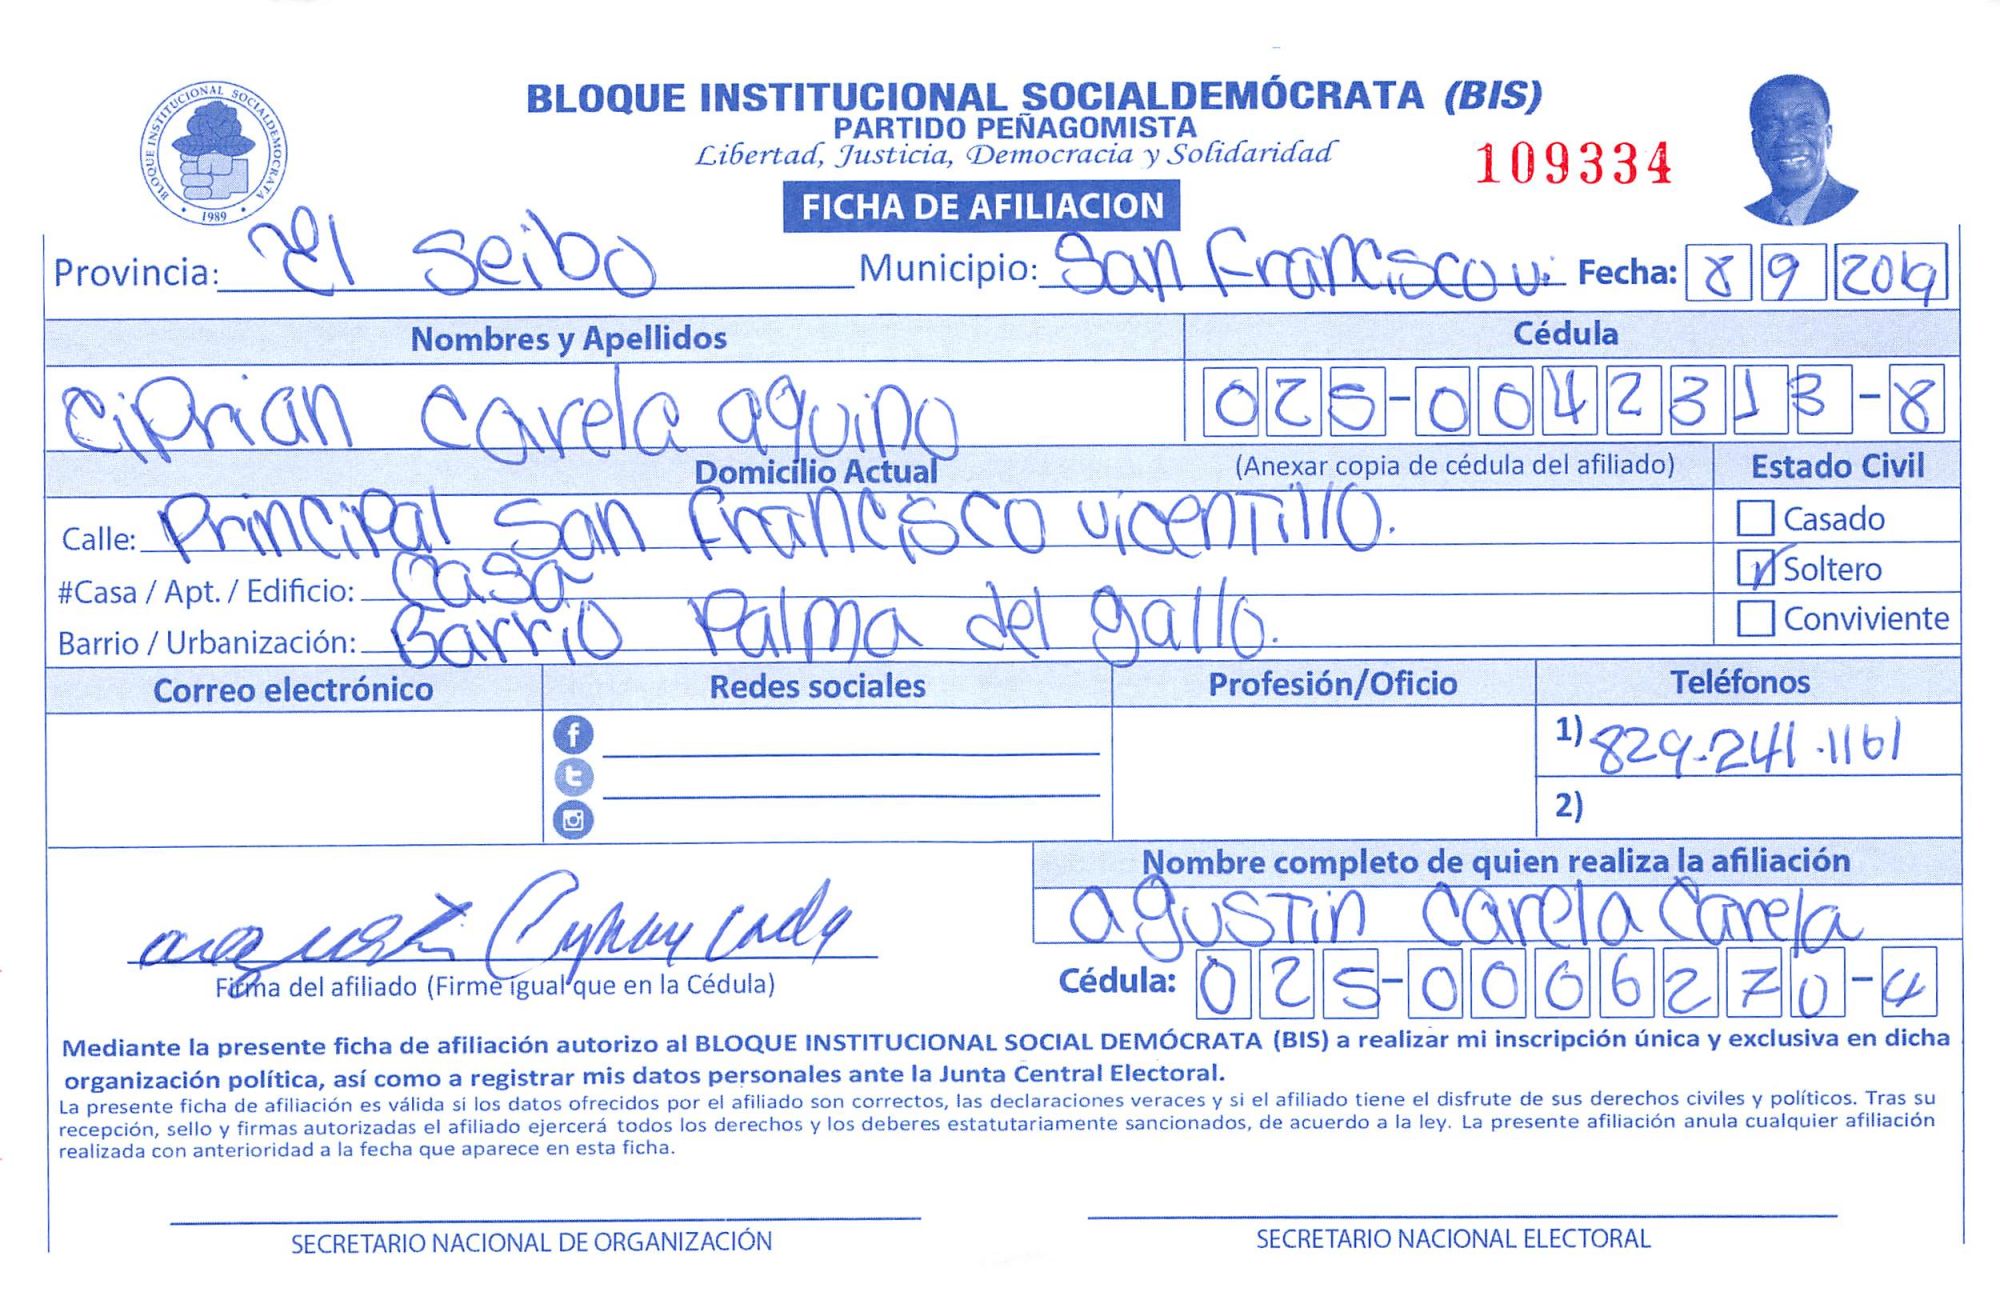 BLOQUE INSTITUCIONAL SOCIALDEMÓCRATA (BIS)
PARTIDO PEÑAGOMISTA
Libertad, Justicia, Democracia y Solidaridad
109334
BLOQUE INSTITUCIONAL SOCIALDEMOCRATA
1989
FICHA DE AFILIACION
Provincia: El Seibo Municipio: San Francisco vi. Fecha: 8 9 2019
Nombres y Apellidos Cédula
Ciprian Carela aquino 025-0042313-8
Domicilio Actual (Anexar copia de cédula del afiliado) Estado Civil
Calle: Principal San Francisco vicentillo. Casado
#Casa / Apt. / Edificio: Casa Soltero
Barrio / Urbanización: Barrio Palma del gallo. Conviviente
Correo electrónico Redes sociales Profesión/Oficio Teléfonos
1) 829-241-1161
2)
Nombre completo de quien realiza la afiliación
agustin carela Carela
Firma del afiliado (Firme igual que en la Cédula) Cédula: 025-0006270-4
Mediante la presente ficha de afiliación autorizo al BLOQUE INSTITUCIONAL SOCIAL DEMÓCRATA (BIS) a realizar mi inscripción única y exclusiva en dicha
organización política, así como a registrar mis datos personales ante la Junta Central Electoral.
La presente ficha de afiliación es válida si los datos ofrecidos por el afiliado son correctos, las declaraciones veraces y si el afiliado tiene el disfrute de sus derechos civiles y políticos. Tras su
recepción, sello y firmas autorizadas el afiliado ejercerá todos los derechos y los deberes estatutariamente sancionados, de acuerdo a la ley. La presente afiliación anula cualquier afiliación
realizada con anterioridad a la fecha que aparece en esta ficha.
SECRETARIO NACIONAL DE ORGANIZACIÓN SECRETARIO NACIONAL ELECTORAL